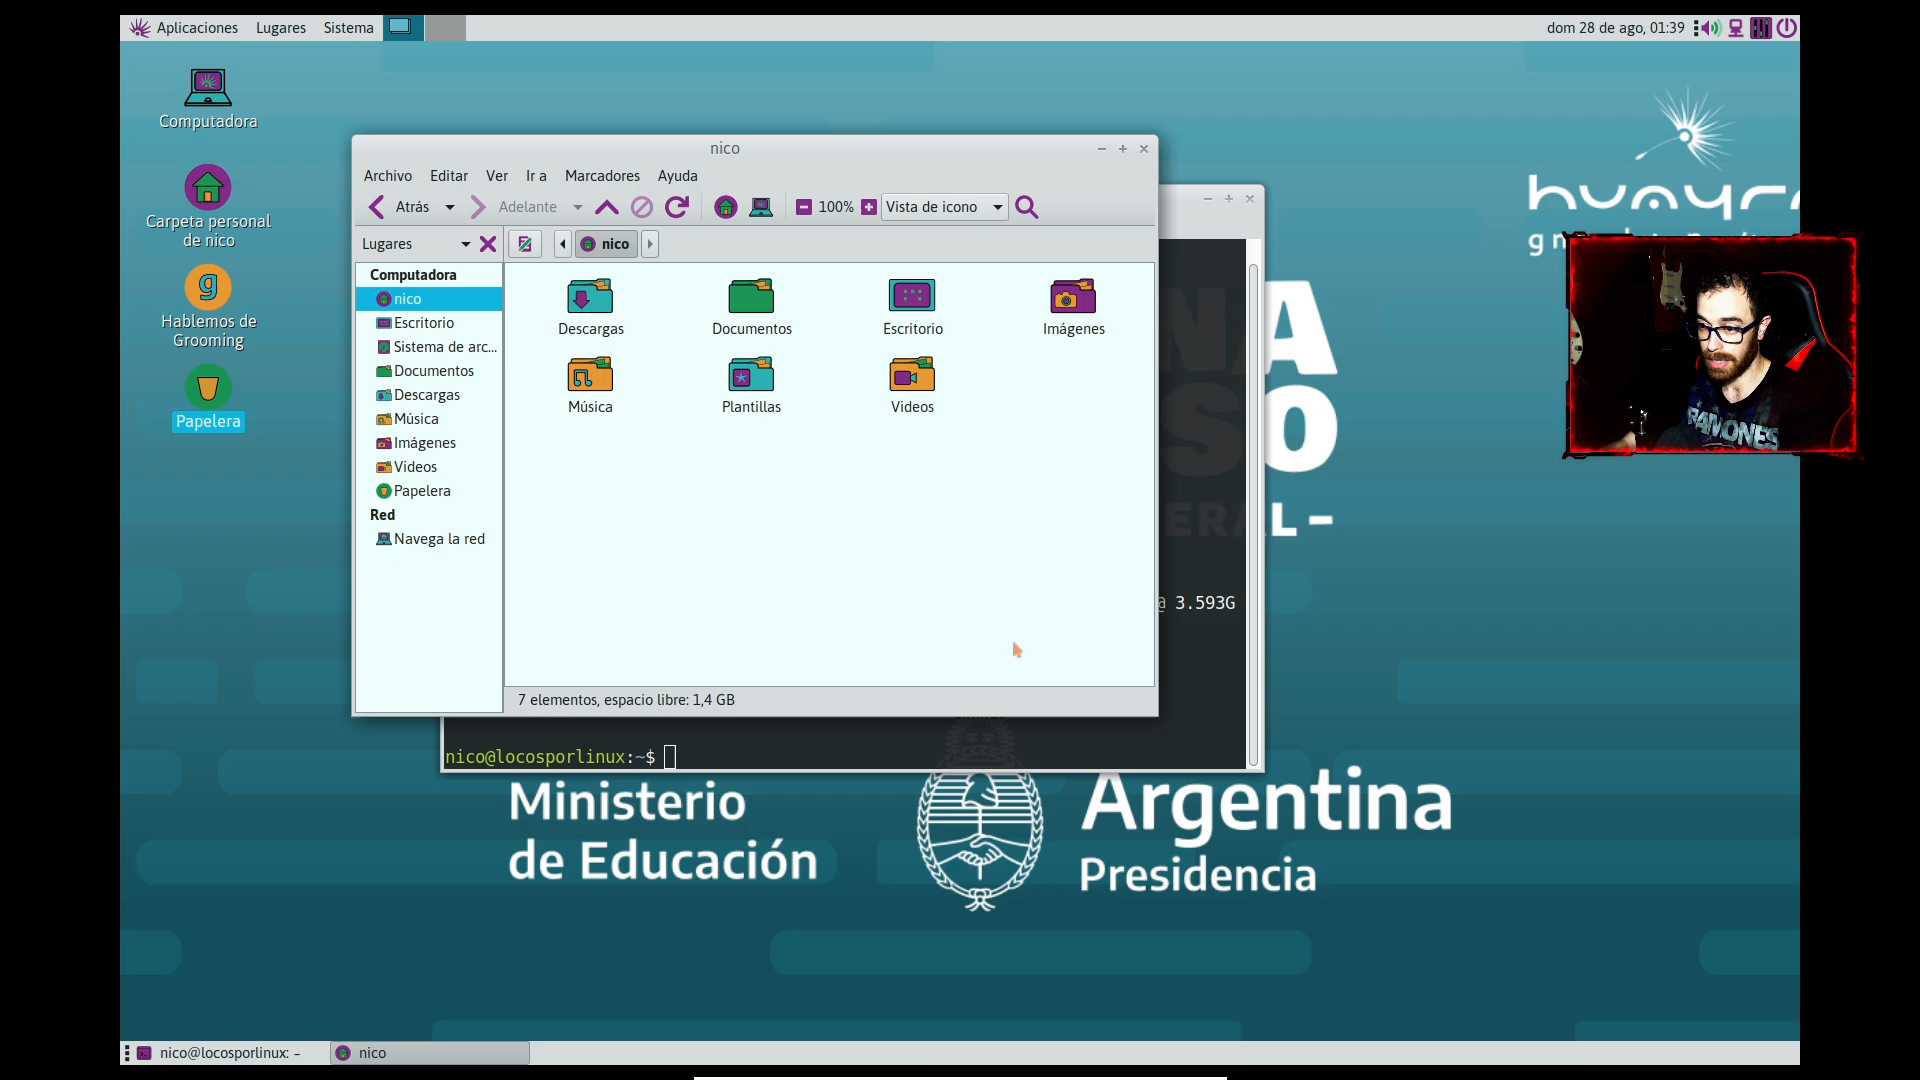 Aplicaciones Lugares Sistema
dom 28 de ago, 01:39
Computadora
Carpeta personal
de nico
Hablemos de
Grooming
Papelera
nico
Archivo Editar Ver Ir a Marcadores Ayuda
Atrás Adelante 100% Vista de icono
Lugares nico
Computadora
nico
Escritorio
Sistema de arc...
Documentos
Descargas
Música
Imágenes
Videos
Papelera
Red
Navega la red
Descargas Documentos Escritorio Imágenes
Música Plantillas Videos
7 elementos, espacio libre: 1,4 GB
@ 3.593G
nico@locosporlinux:~$
NA
SO
ERAL –
huayr
RAMONES
Ministerio
de Educación
Argentina
Presidencia
nico@locosporlinux: ~
nico